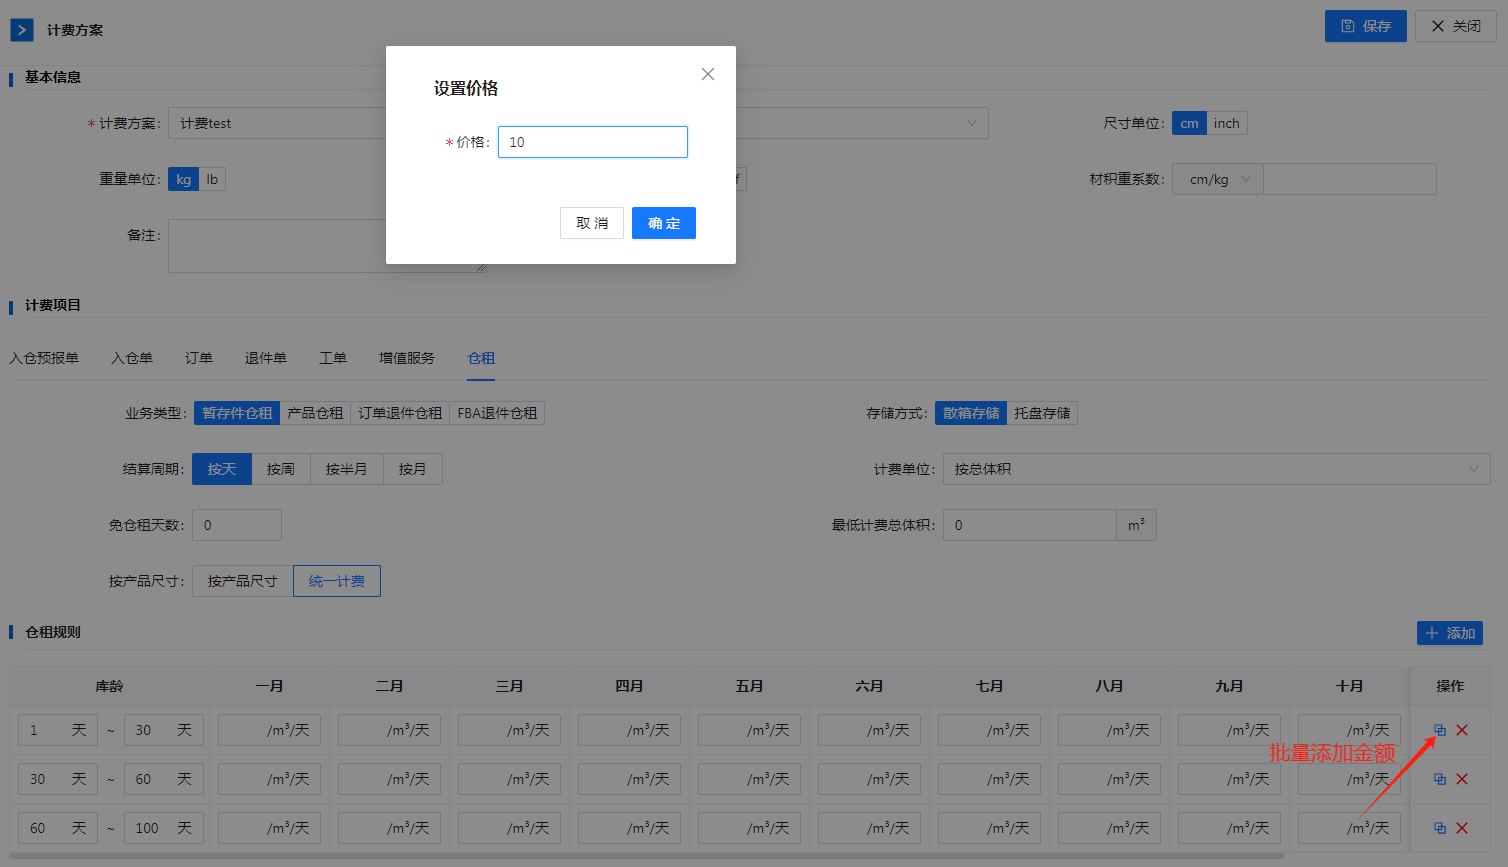 计费方案
保存
关闭
基本信息
设置价格
* 计费方案:
计费test
* 价格:
10
尺寸单位:
cm
inch
重量单位:
kg
lb
f
材积重系数:
cm/kg
取 消
确 定
备注:
计费项目
入仓预报单
入仓单
订单
退件单
工单
增值服务
仓租
业务类型:
暂存件仓租
产品仓租
订单退件仓租
FBA退件仓租
存储方式:
散箱存储
托盘存储
结算周期:
按天
按周
按半月
按月
计费单位:
按总体积
免仓租天数:
0
最低计费总体积:
0
m³
按产品尺寸:
按产品尺寸
统一计费
仓租规则
添加
库龄 一月 二月 三月 四月 五月 六月 七月 八月 九月 十月 操作
1 天 ~ 30 天 /m³/天 /m³/天 /m³/天 /m³/天 /m³/天 /m³/天 /m³/天 /m³/天 /m³/天 /m³/天
批量添加金额
30 天 ~ 60 天 /m³/天 /m³/天 /m³/天 /m³/天 /m³/天 /m³/天 /m³/天 /m³/天 /m³/天 /m³/天
60 天 ~ 100 天 /m³/天 /m³/天 /m³/天 /m³/天 /m³/天 /m³/天 /m³/天 /m³/天 /m³/天 /m³/天